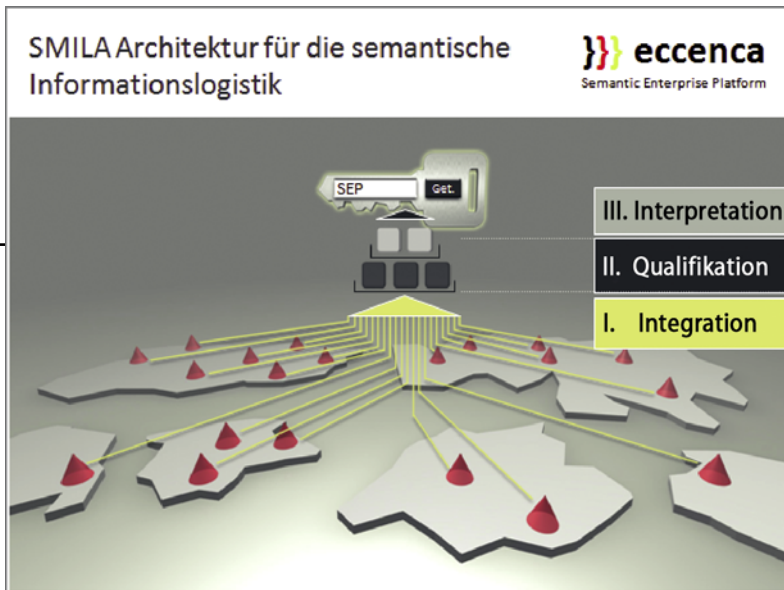 SMILA Architektur für die semantische
Informationslogistik
}}} eccenca
Semantic Enterprise Platform
SEP
Get.
III. Interpretation
II. Qualifikation
I. Integration